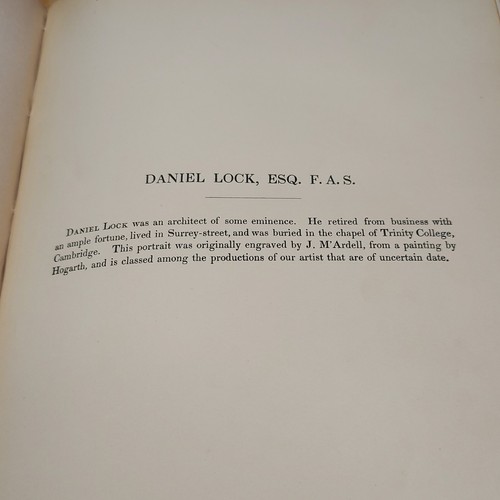 DANIEL LOCK, ESQ. F. A. S.
DANIEL LOCK was an architect of some eminence. He retired from business with
an ample fortune, lived in Surrey-street, and was buried in the chapel of Trinity College,
Cambridge. This portrait was originally engraved by J. M'Ardell, from a painting by
Hogarth, and is classed among the productions of our artist that are of uncertain date.